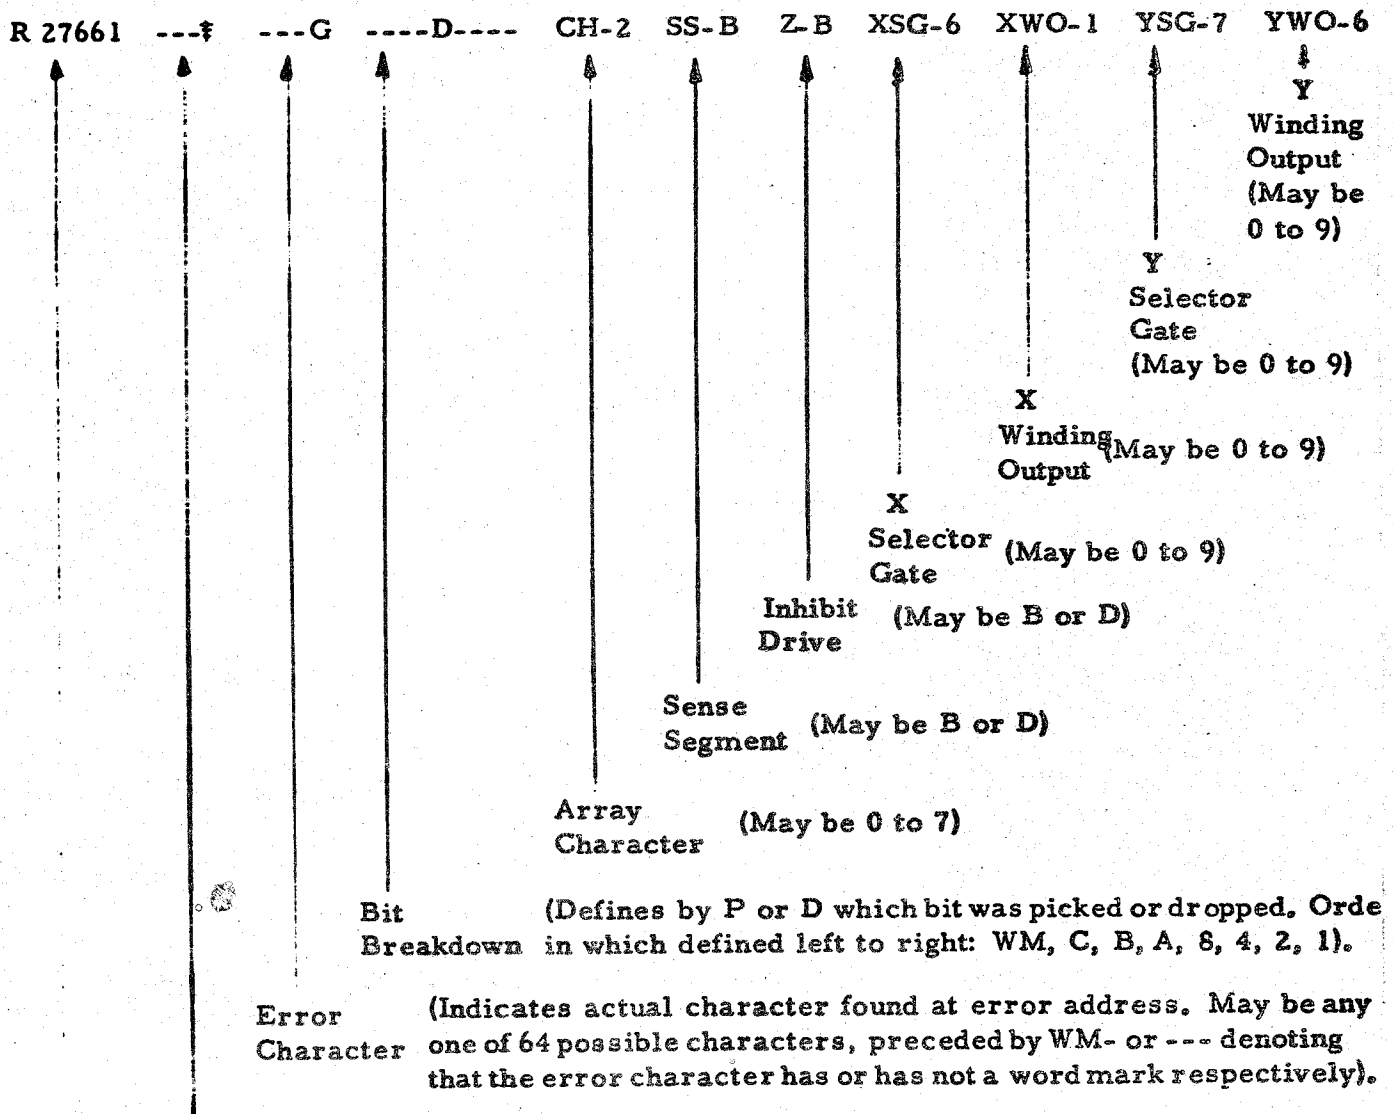 R 27661 ---‡ ---G ----D---- CH-2 SS-B Z-B XSG-6 XWO-1 YSG-7 YWO-6
Y
Winding
Output
(May be
0 to 9)
Y
Selector
Gate
(May be 0 to 9)
X
Winding
Output
(May be 0 to 9)
X
Selector
Gate
(May be 0 to 9)
Inhibit
Drive
(May be B or D)
Sense
Segment
(May be B or D)
Array
Character
(May be 0 to 7)
Bit
Breakdown
(Defines by P or D which bit was picked or dropped. Orde
in which defined left to right: WM, C, B, A, 8, 4, 2, 1).
Error
Character
(Indicates actual character found at error address. May be any
one of 64 possible characters, preceded by WM- or --- denoting
that the error character has or has not a word mark respectively).